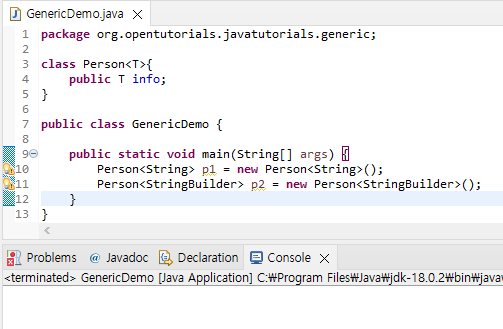 GenericDemo.java
1 package org.opentutorials.javatutorials.generic;
2
3 class Person<T>{
4 public T info;
5 }
6
7 public class GenericDemo {
8
9 public static void main(String[] args) {
10 Person<String> p1 = new Person<String>();
11 Person<StringBuilder> p2 = new Person<StringBuilder>();
12 }
13 }
Problems @ Javadoc Declaration Console
<terminated> GenericDemo [Java Application] C:₩Program Files₩Java₩jdk-18.0.2₩bin₩java